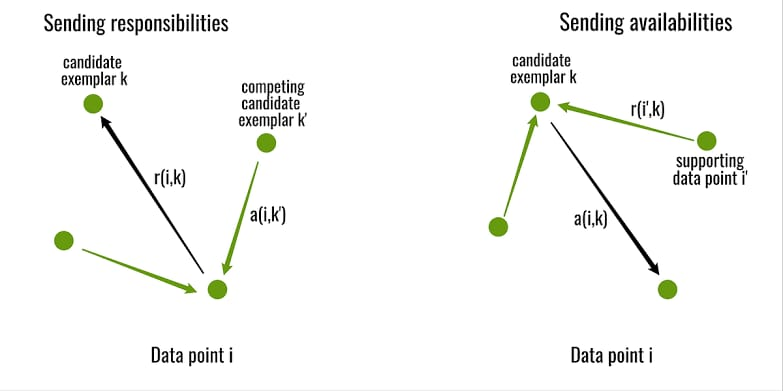 Sending responsibilities
candidate
exemplar k
competing
candidate
exemplar k'
r(i,k)
a(i,k')
Data point i
Sending availabilities
candidate
exemplar k
r(i',k)
supporting
data point i'
a(i,k)
Data point i